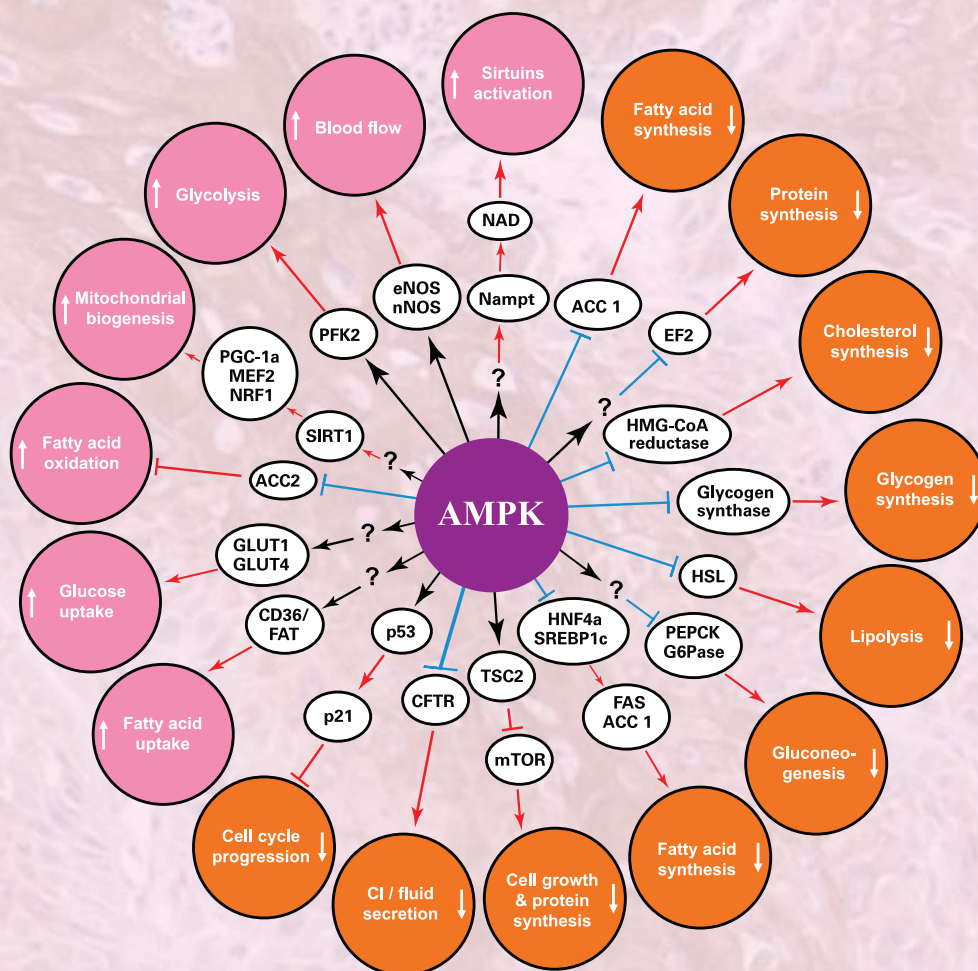 Sirtuins
activation
Blood flow
Fatty acid
synthesis
Glycolysis
Protein
synthesis
NAD
eNOS
nNOS
Nampt
ACC 1
Mitochondrial
biogenesis
PFK2
EF2
Cholesterol
synthesis
PGC-1a
MEF2
NRF1
?
?
HMG-CoA
reductase
SIRT1
?
Fatty acid
oxidation
ACC2
AMPK
Glycogen
synthase
Glycogen
synthesis
?
GLUT1
GLUT4
HSL
Glucose
uptake
?
?
CD36/
FAT
p53
HNF4a
SREBP1c
PEPCK
G6Pase
Lipolysis
TSC2
CFTR
p21
FAS
ACC 1
Fatty acid
uptake
mTOR
Gluconeo-
genesis
Cell cycle
progression
CI / fluid
secretion
Cell growth
& protein
synthesis
Fatty acid
synthesis